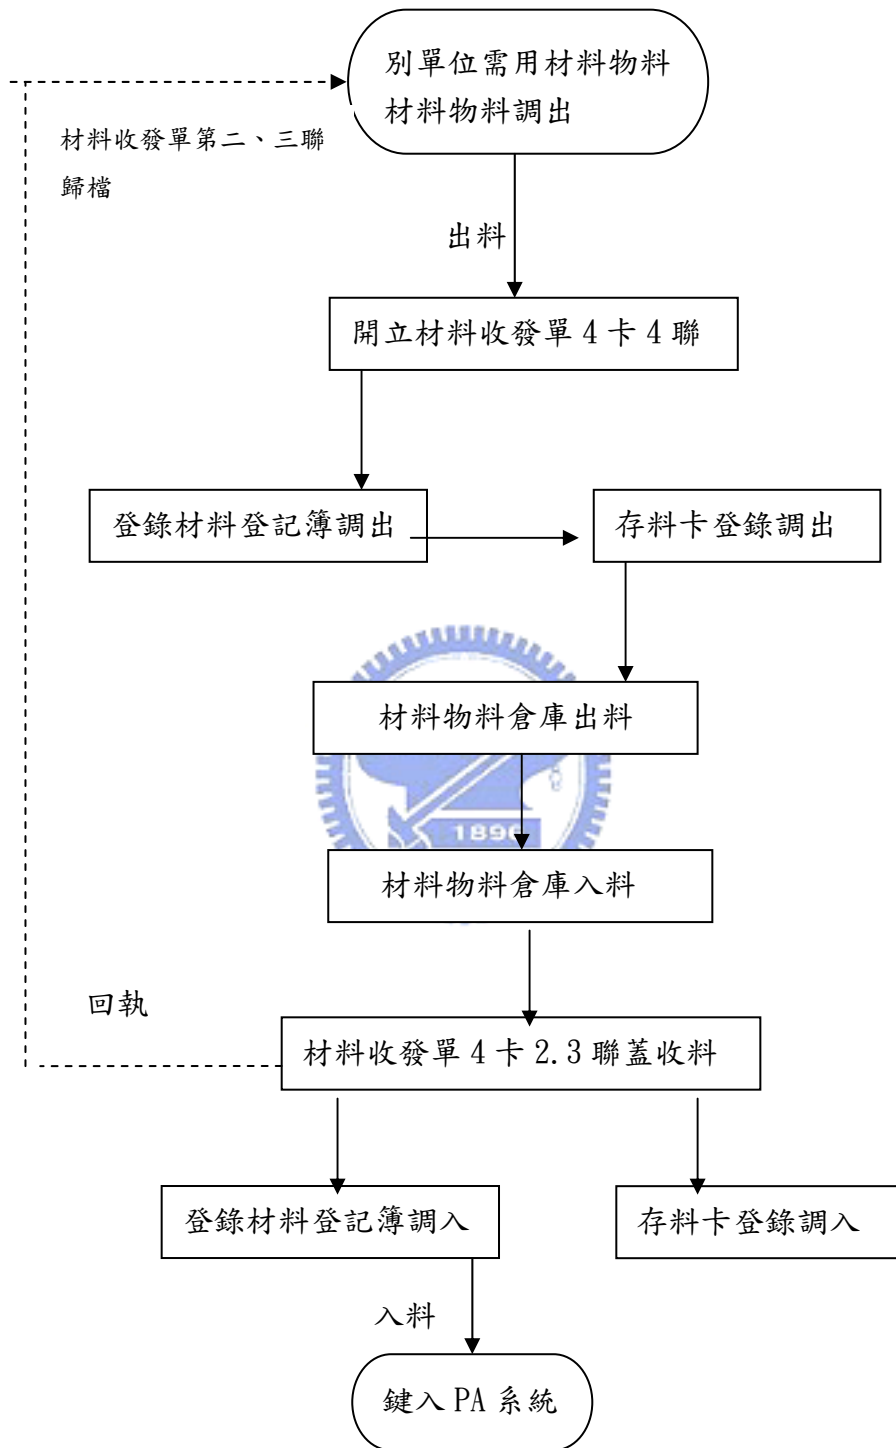 別單位需用材料物料
材料物料調出
材料收發單第二、三聯
歸檔
出料
開立材料收發單 4 卡 4 聯
登錄材料登記簿調出
存料卡登錄調出
材料物料倉庫出料
1896
材料物料倉庫入料
回執
材料收發單 4 卡 2.3 聯蓋收料
登錄材料登記簿調入
存料卡登錄調入
入料
鍵入 PA 系統